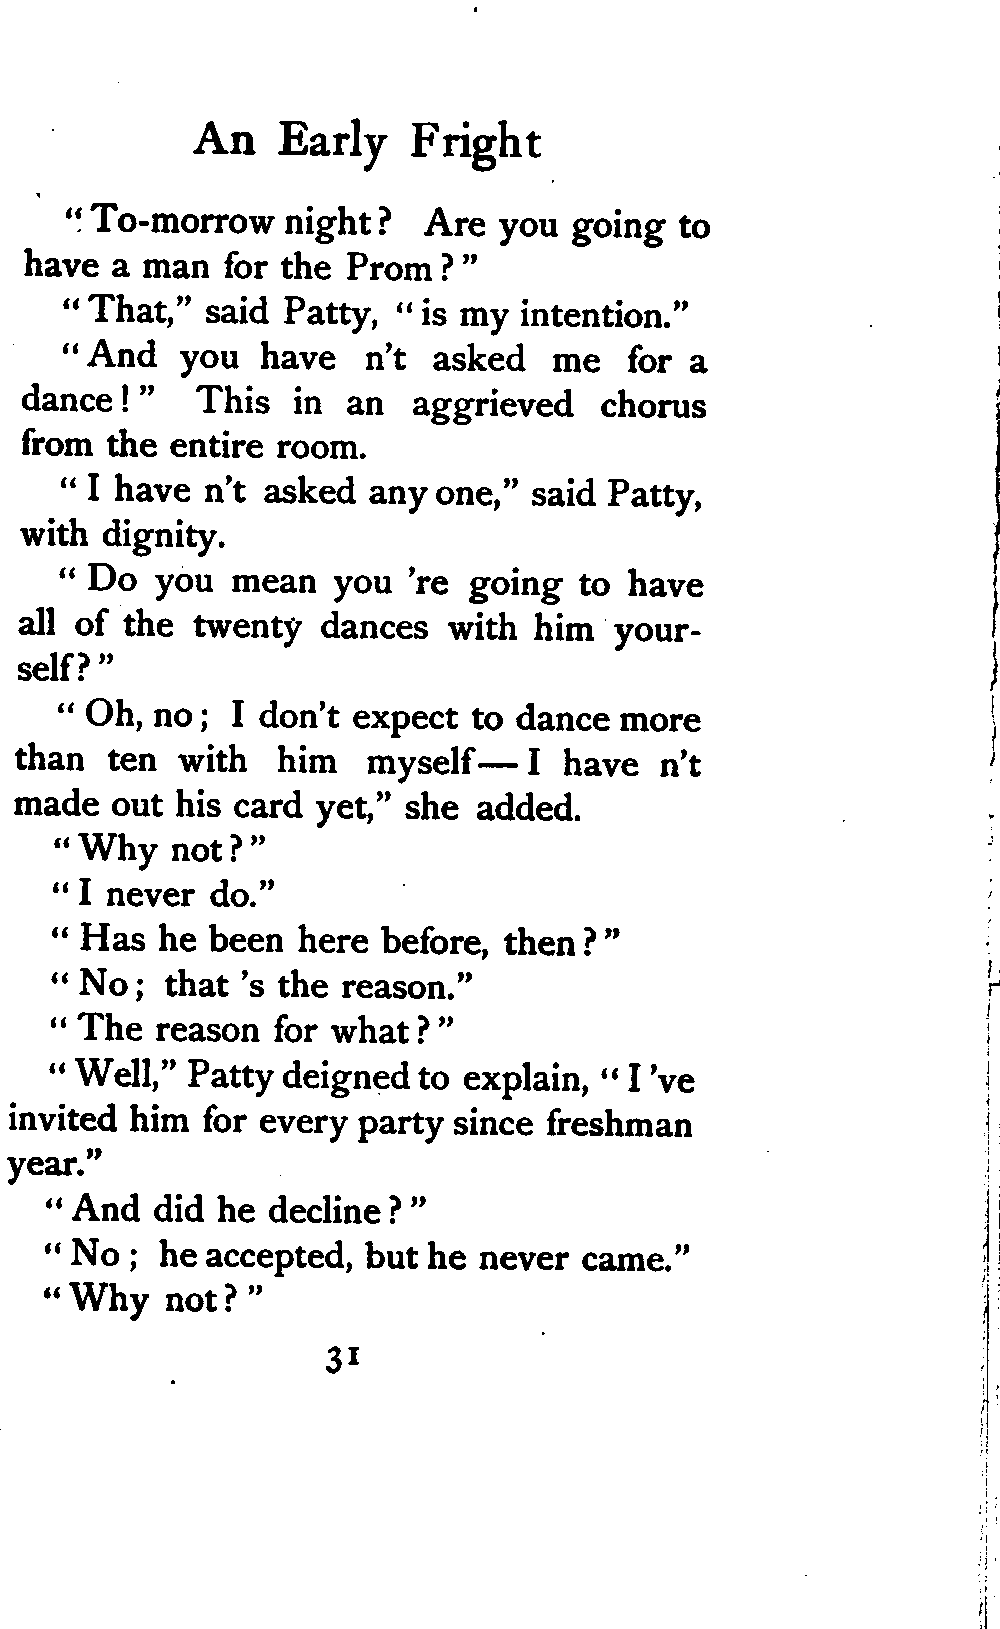 An Early Fright
“ To-morrow night? Are you going to
have a man for the Prom? ”
“ That,” said Patty, “ is my intention.”
“ And you have n't asked me for a
dance! ” This in an aggrieved chorus
from the entire room.
“ I have n't asked any one,” said Patty,
with dignity.
“ Do you mean you 're going to have
all of the twenty dances with him your-
self? ”
“ Oh, no; I don't expect to dance more
than ten with him myself—I have n't
made out his card yet,” she added.
“ Why not? ”
“ I never do.”
“ Has he been here before, then? ”
“ No; that 's the reason.”
“ The reason for what? ”
“ Well,” Patty deigned to explain, “ I 've
invited him for every party since freshman
year.”
“ And did he decline? ”
“ No; he accepted, but he never came.”
“ Why not? ”
31